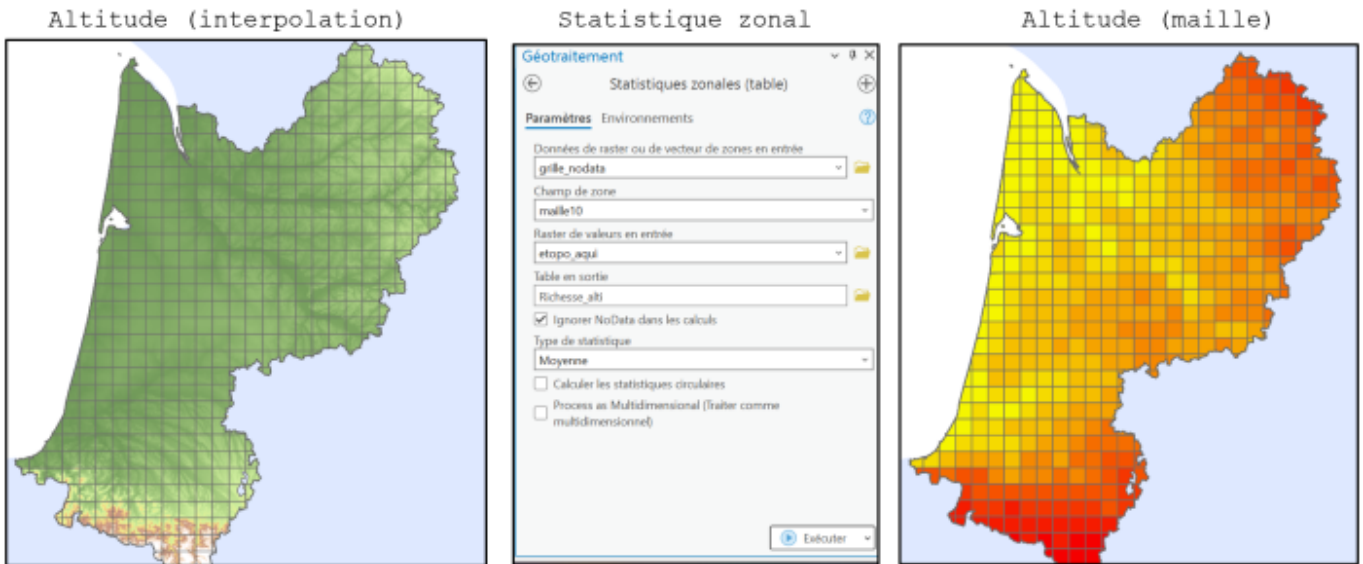 Altitude (interpolation)
Statistique zonal
Altitude (maille)
Géotraitement
Statistiques zonales (table)
Paramètres Environnements
Données de raster ou de vecteur de zones en entrée
grille_nodata
Champ de zone
maille10
Raster de valeurs en entrée
etopo_aqui
Table en sortie
Richesse_alti
Ignorer NoData dans les calculs
Type de statistique
Moyenne
Calculer les statistiques circulaires
Process as Multidimensional (Traiter comme
multidimensionnel)
Exécuter